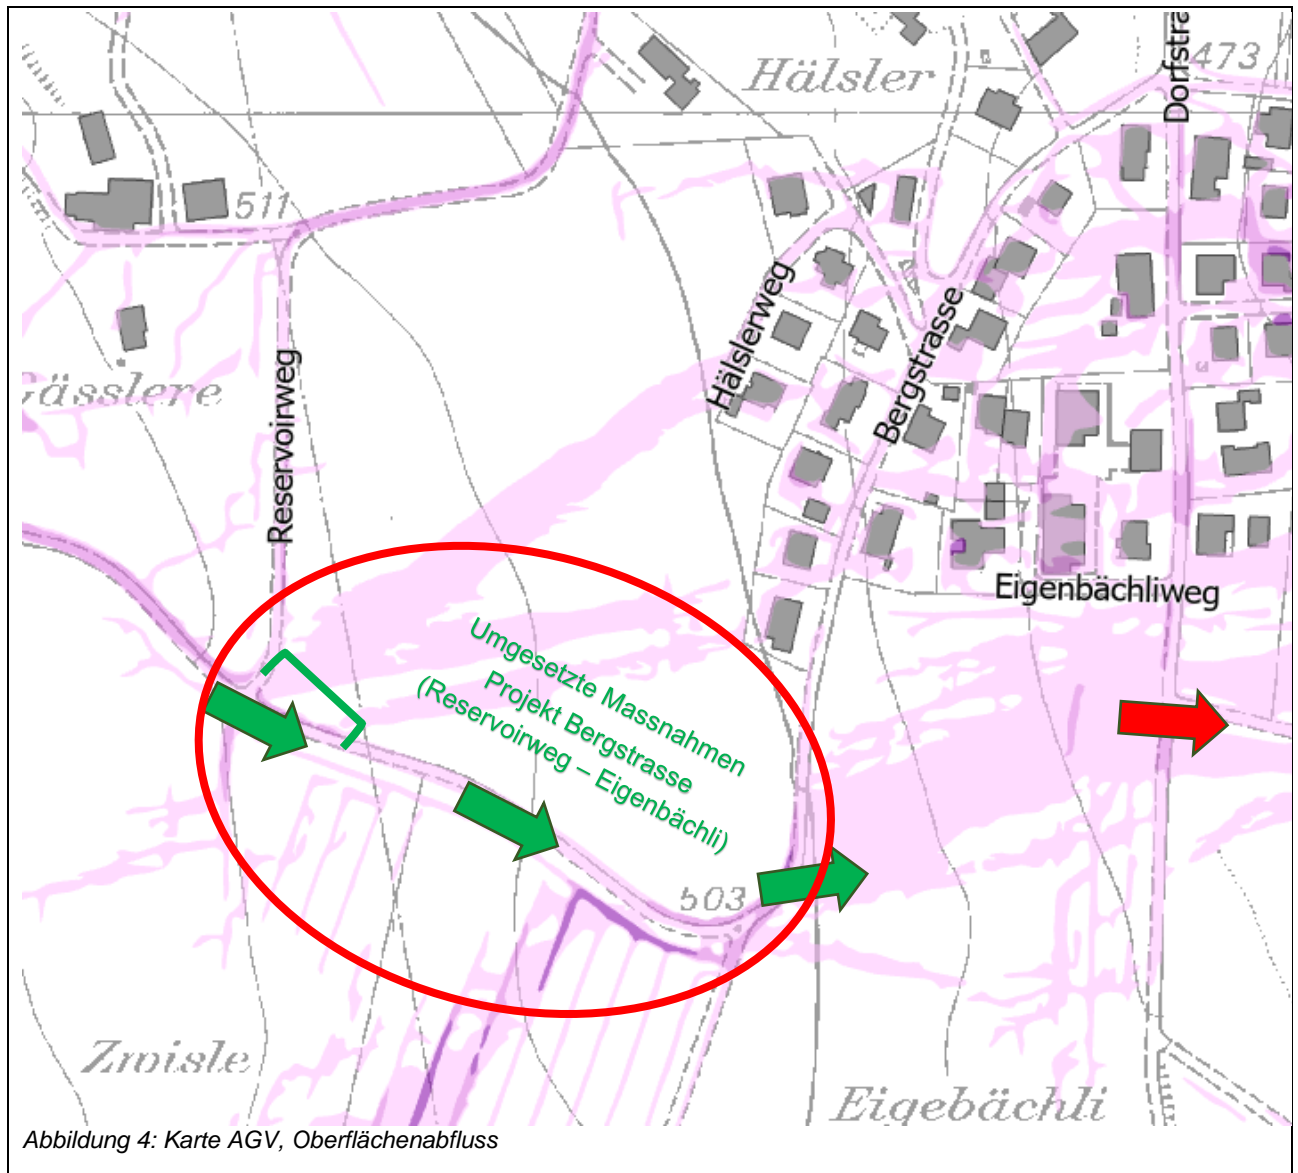 Hälsler
473
Dorfstra
511
Hälslerweg
Bergstrasse
Reservoirweg
Gässlere
Eigenbächliweg
Umgesetzte Massnahmen
Projekt Bergstrasse
(Reservoirweg – Eigenbächli)
503
Zwisle
Eigebächli
Abbildung 4: Karte AGV, Oberflächenabfluss